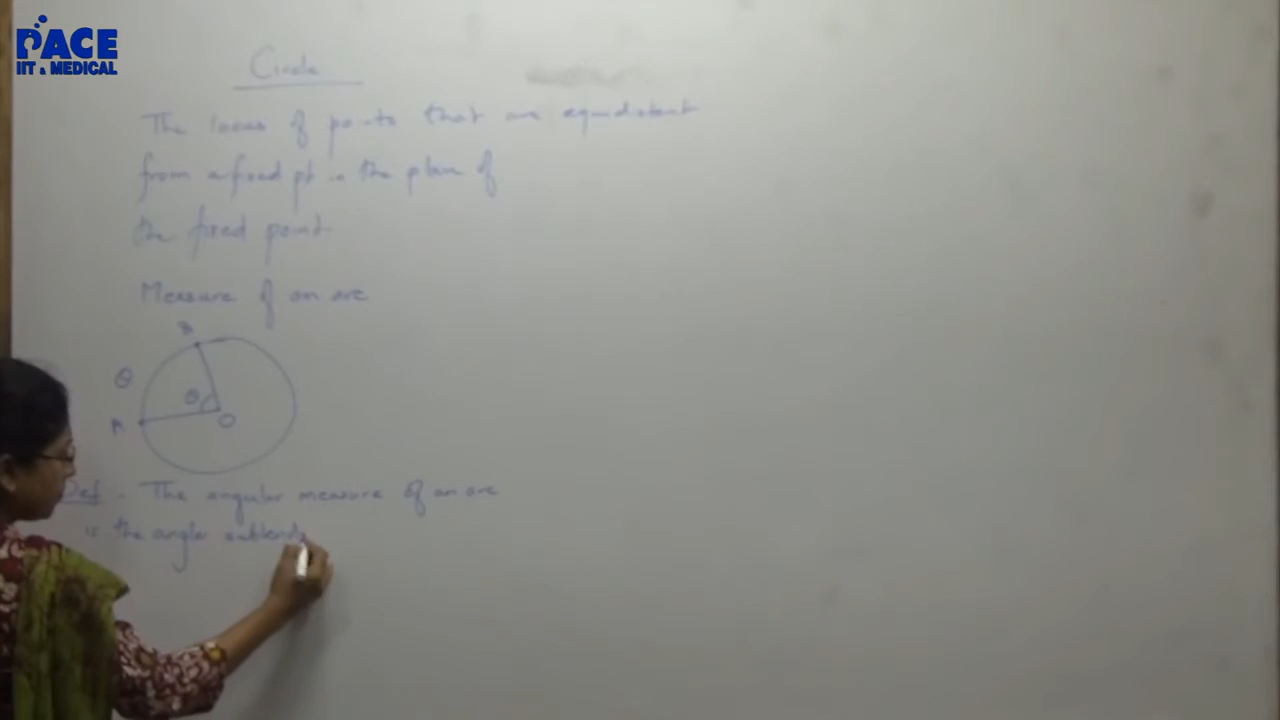 PACE
IIT & MEDICAL
Circle
The locus of points that are equidistant
from a fixed pt in the plane of
the fixed point
Measure of an arc
B
θ
θ
A
O
Def - The angular measure of an arc
is the angle subtende